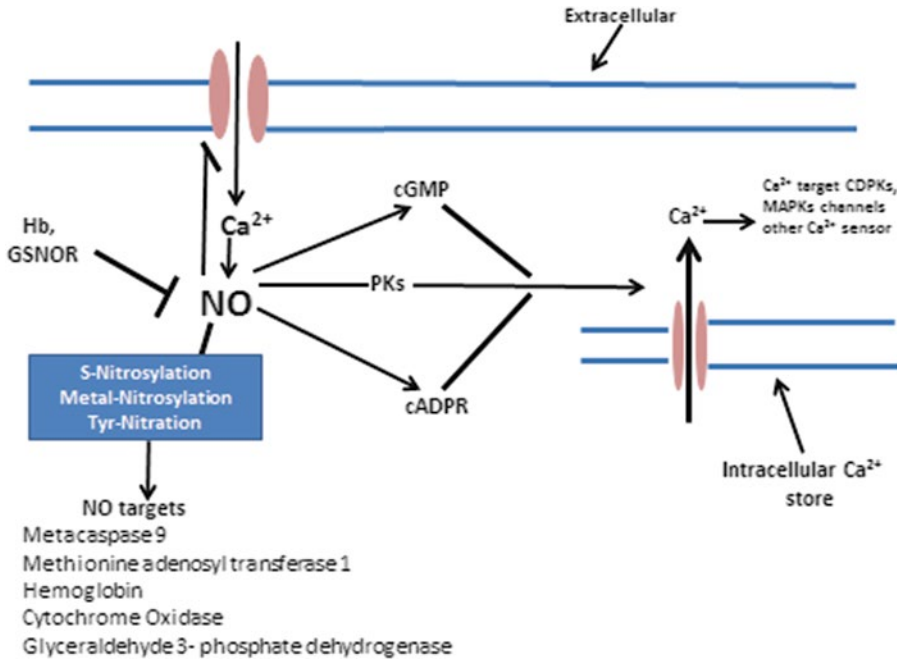 Extracellular
cGMP
Ca²⁺ target CDPKs,
MAPKs channels
other Ca²⁺ sensor
Ca²⁺
Ca²⁺
Hb,
GSNOR
PKs
NO
S-Nitrosylation
Metal-Nitrosylation
Tyr-Nitration
cADPR
Intracellular Ca²⁺
store
NO targets
Metacaspase 9
Methionine adenosyl transferase 1
Hemoglobin
Cytochrome Oxidase
Glyceraldehyde 3- phosphate dehydrogenase